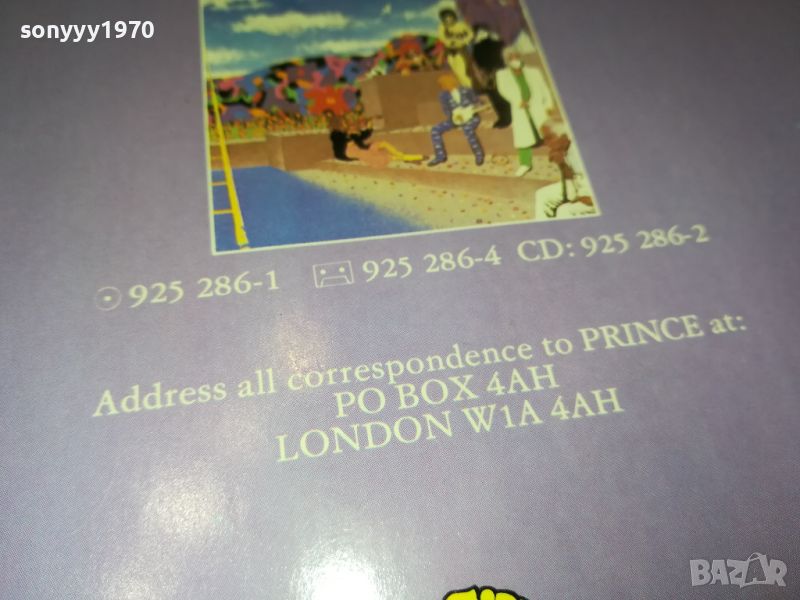 sonyyy1970
925 286-1 925 286-4 CD: 925 286-2
Address all correspondence to PRINCE at:
PO BOX 4AH
LONDON W1A 4AH
BAZAR